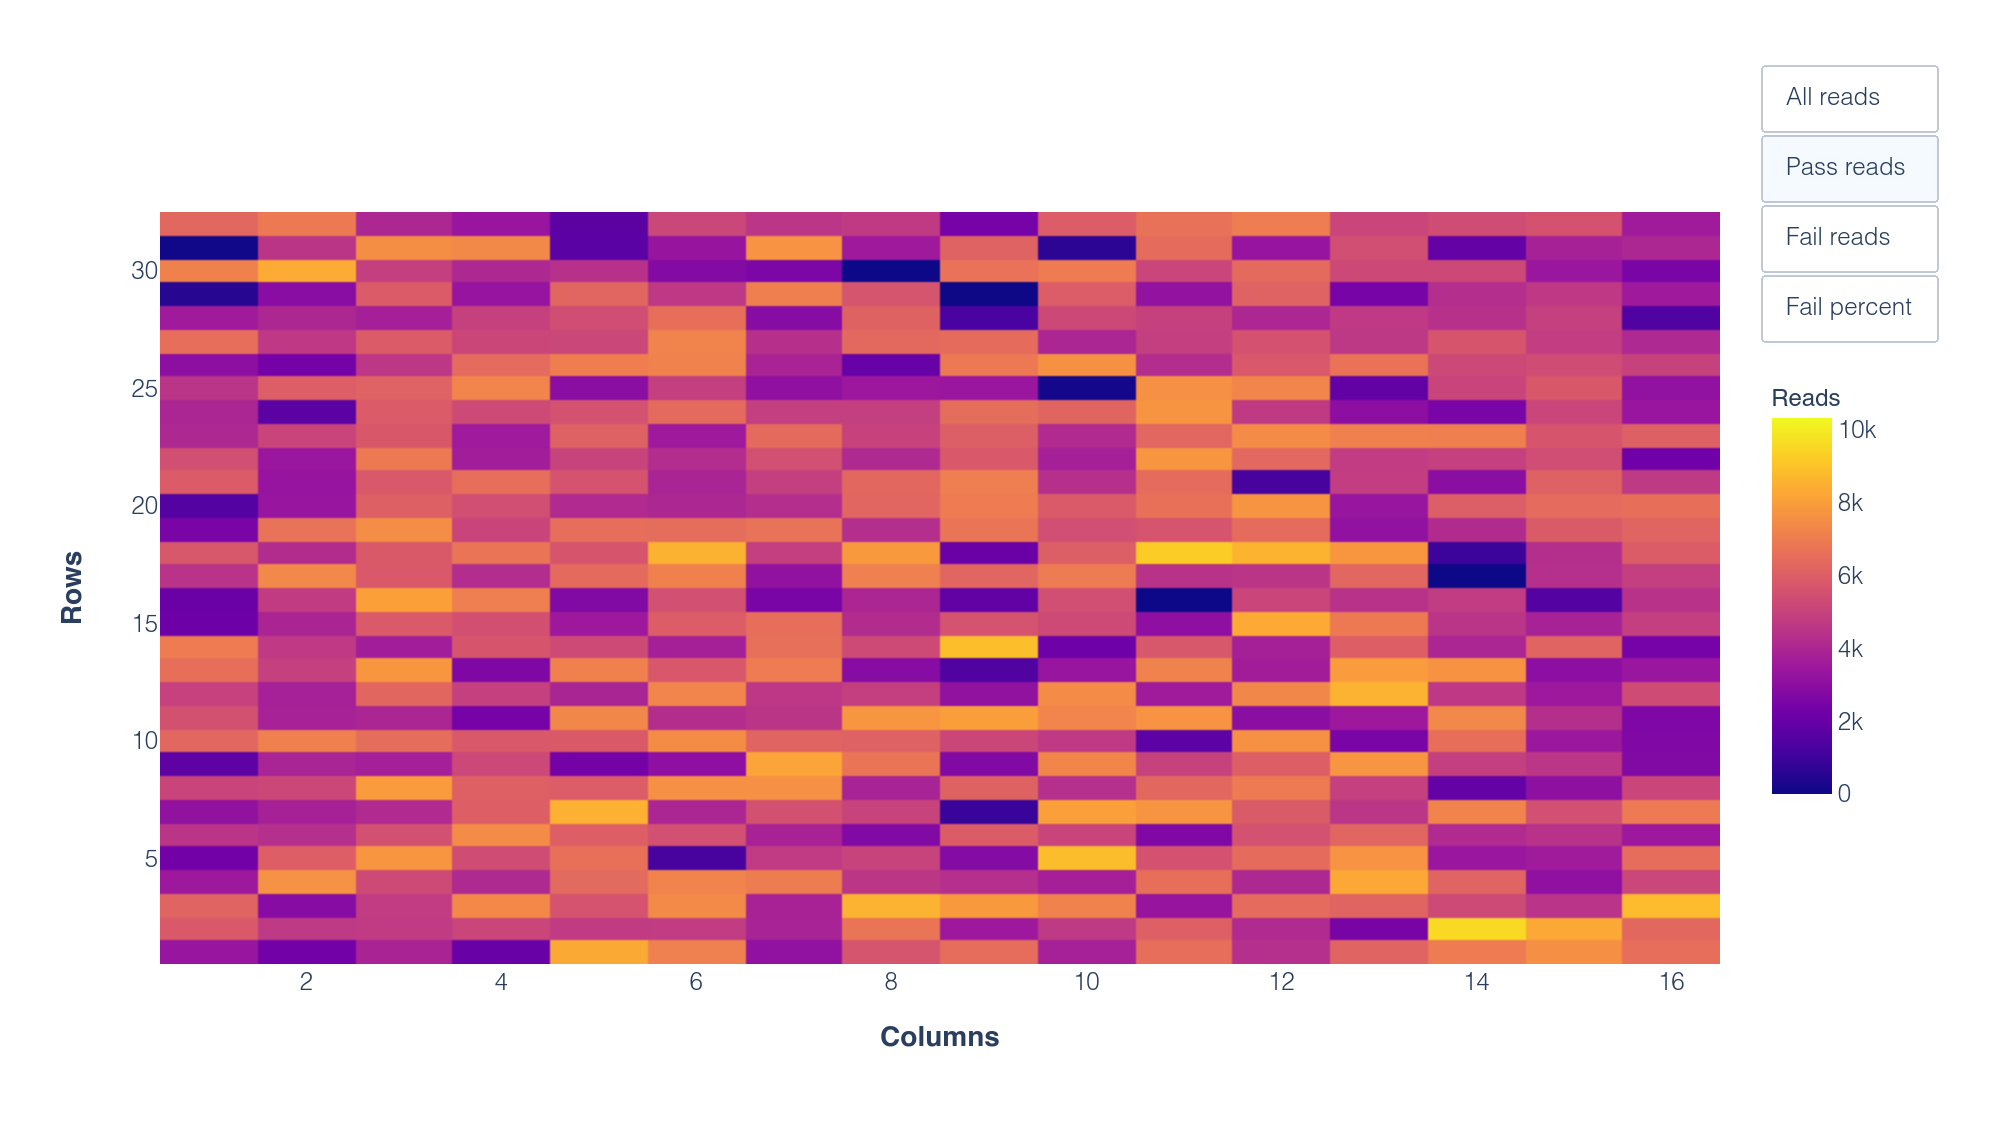 All reads
Pass reads
Fail reads
Fail percent
Reads
10k
8k
6k
4k
2k
0
Rows
30
25
20
15
10
5
2 4 6 8 10 12 14 16
Columns